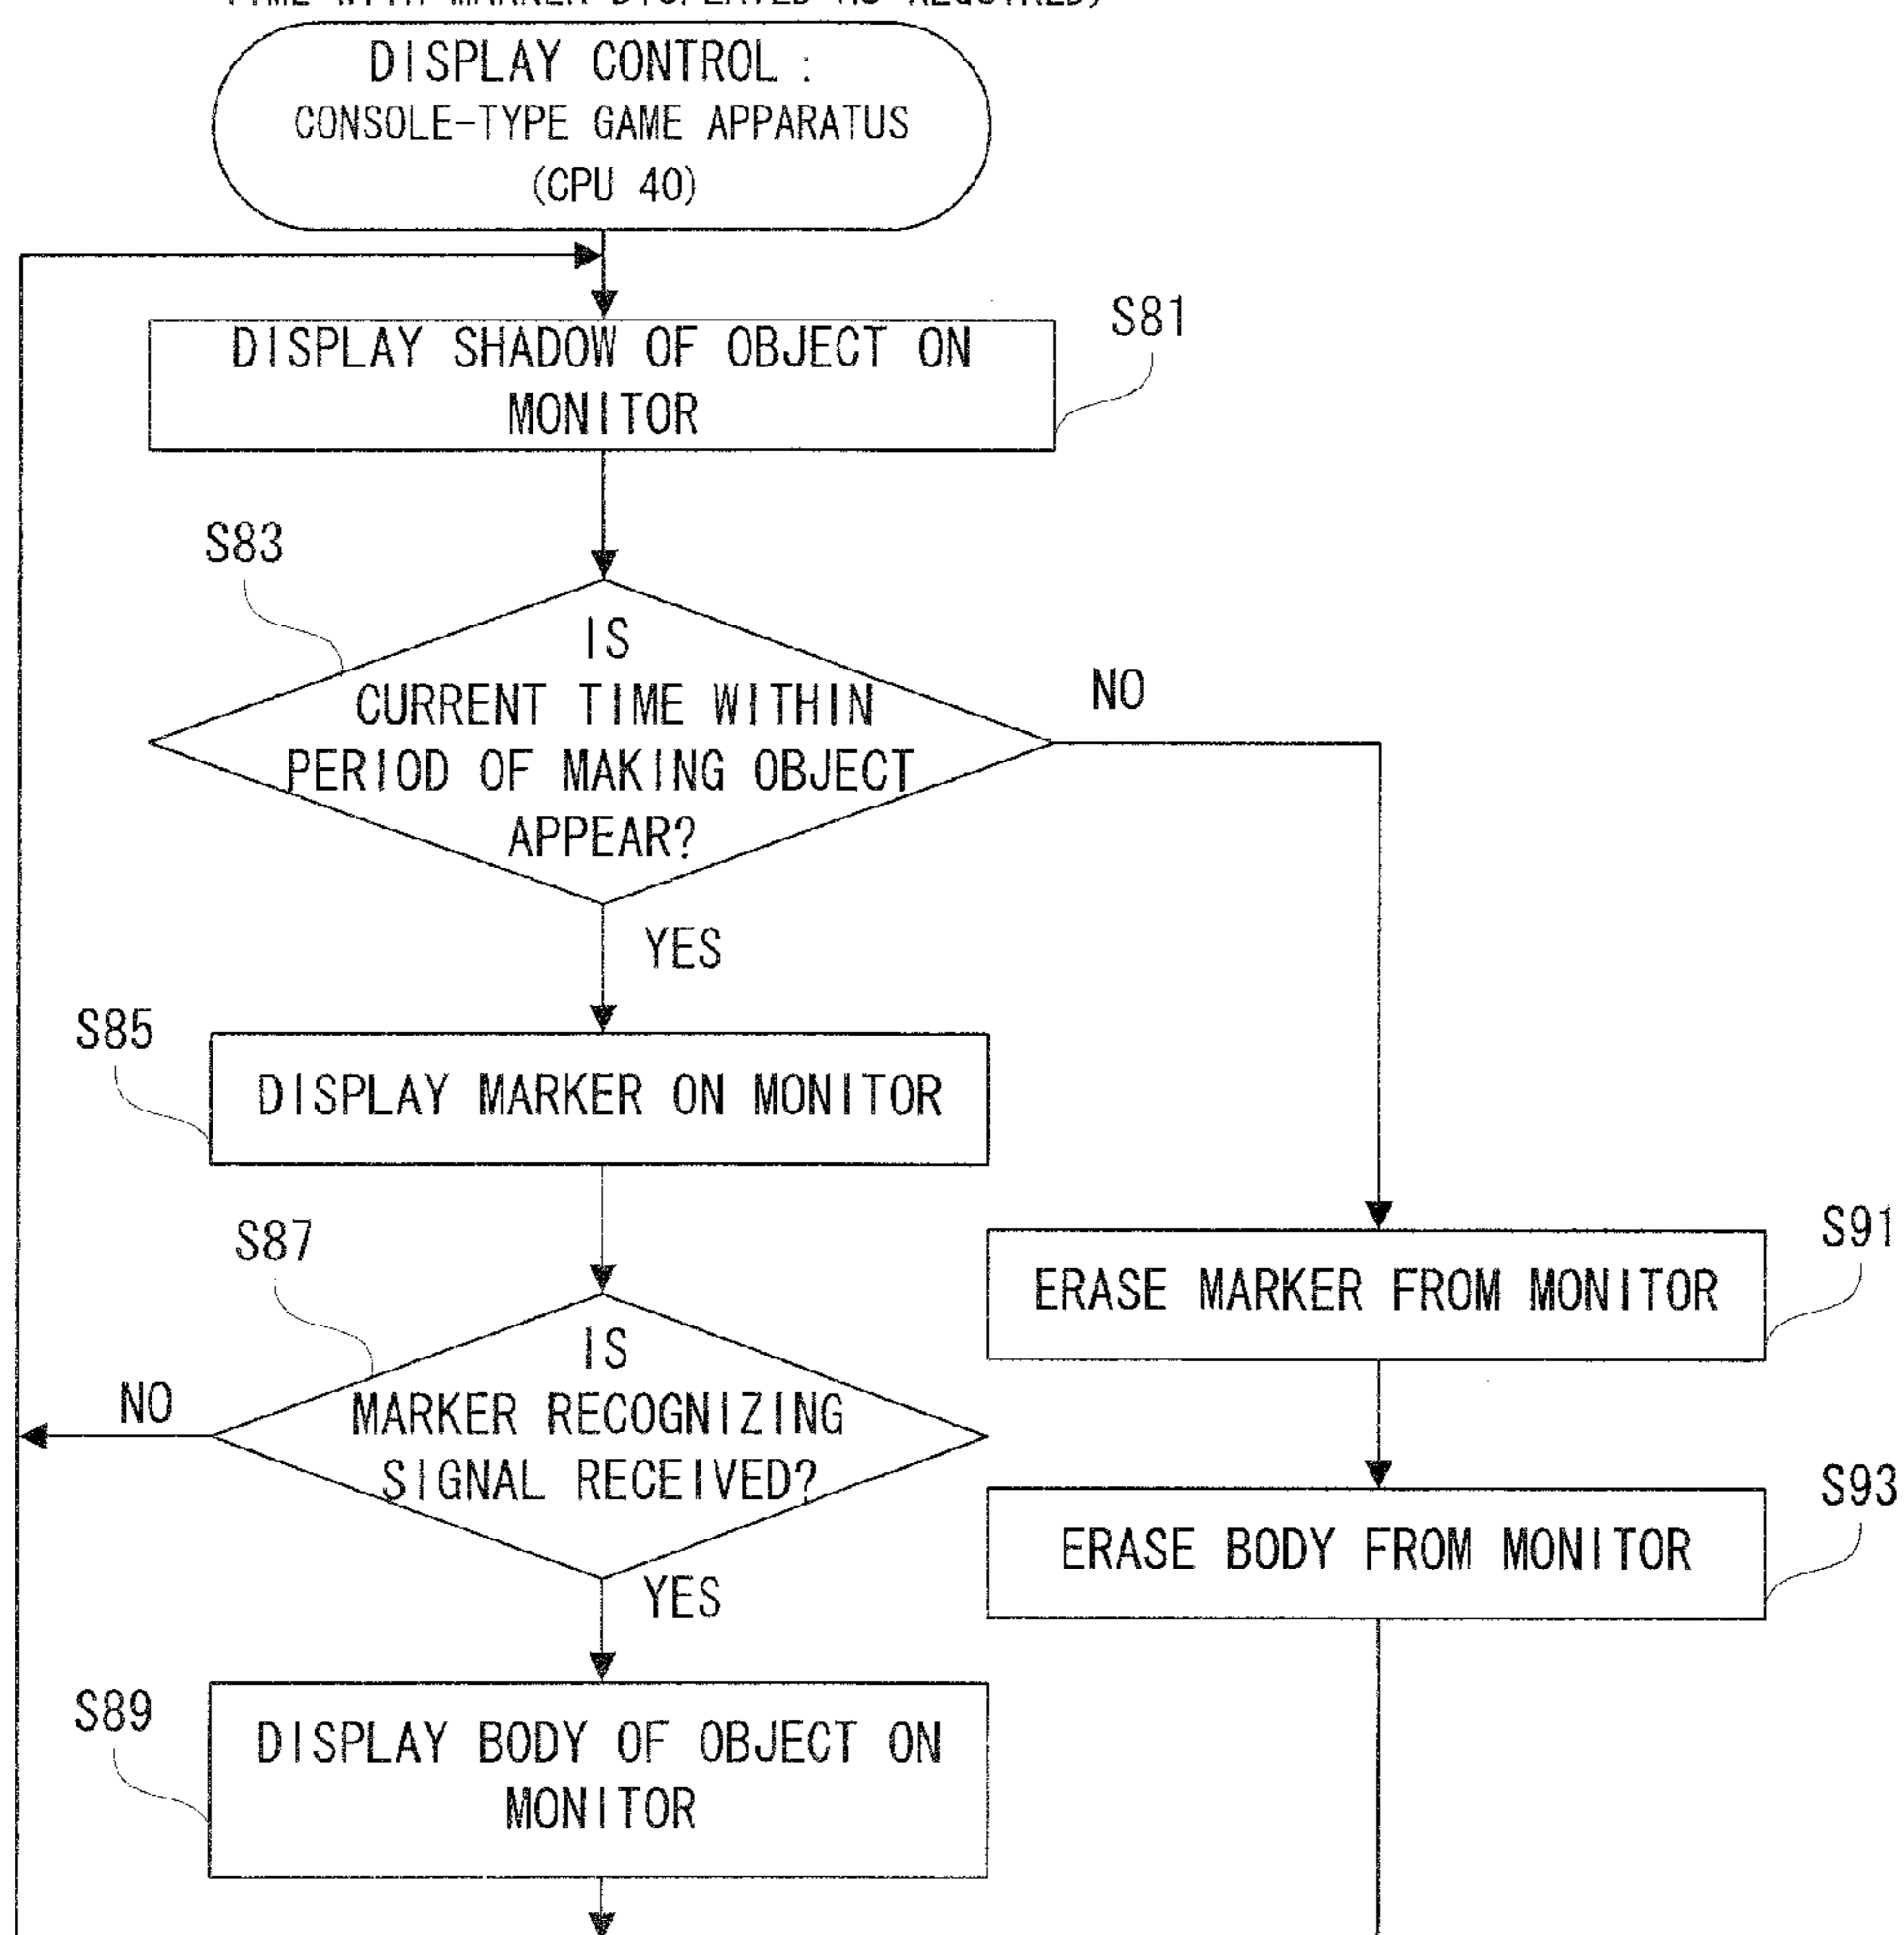 DISPLAY CONTROL :
CONSOLE-TYPE GAME APPARATUS
(CPU 40)
S81
DISPLAY SHADOW OF OBJECT ON
MONITOR
S83
IS
CURRENT TIME WITHIN
PERIOD OF MAKING OBJECT
APPEAR?
NO
YES
S85
DISPLAY MARKER ON MONITOR
S87
IS
MARKER RECOGNIZING
SIGNAL RECEIVED?
NO
YES
S91
ERASE MARKER FROM MONITOR
S93
ERASE BODY FROM MONITOR
S89
DISPLAY BODY OF OBJECT ON
MONITOR